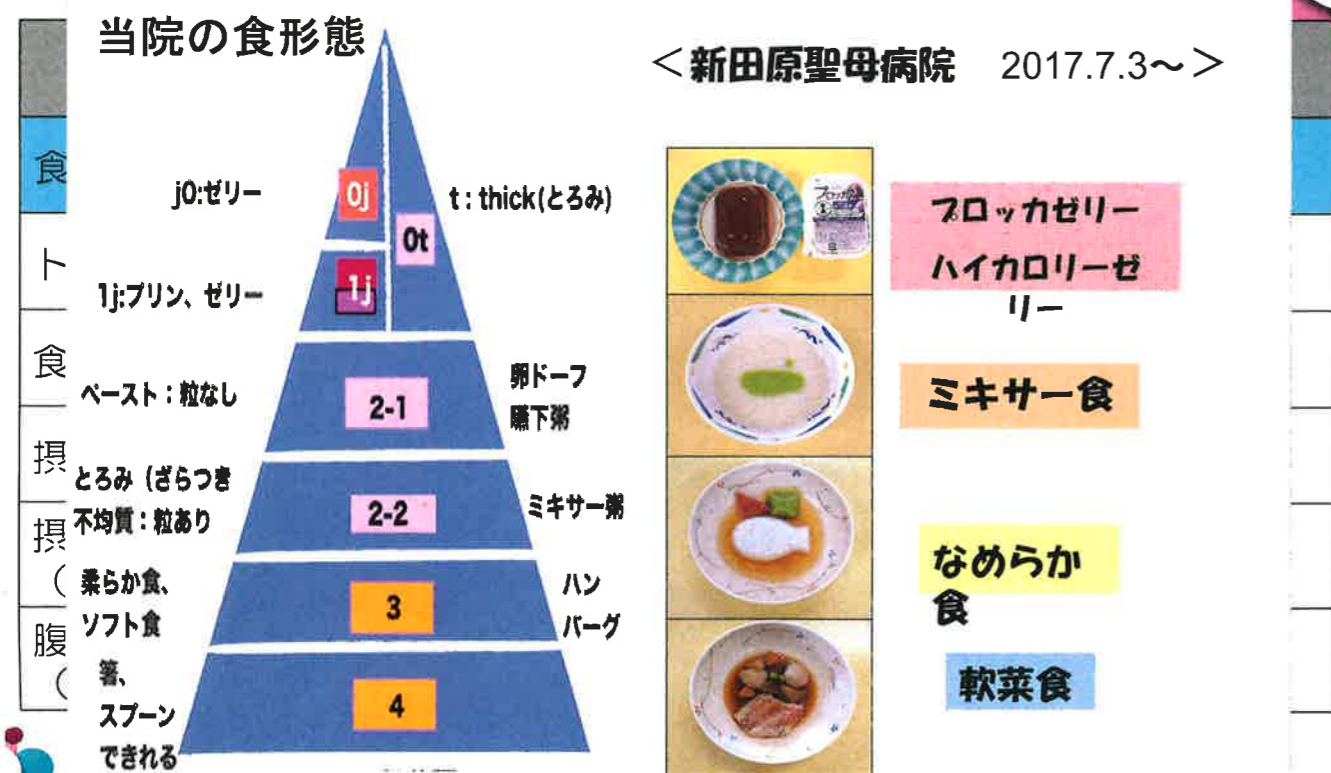 当院の食形態
＜新田原聖母病院　2017.7.3～＞
j0:ゼリー
0j
t：thick(とろみ)
0t
1j:プリン、ゼリー
1j
ペースト：粒なし
2-1
卵ドーフ
嚥下粥
とろみ（ざらつき
不均質：粒あり
2-2
ミキサー粥
柔らか食、
ソフト食
3
ハン
バーグ
箸、
スプーン
できれる
4
ブロッカゼリー
ハイカロリーゼ
リー
ミキサー食
なめらか
食
軟菜食
食
ト
食
摂
摂
（
腹
（